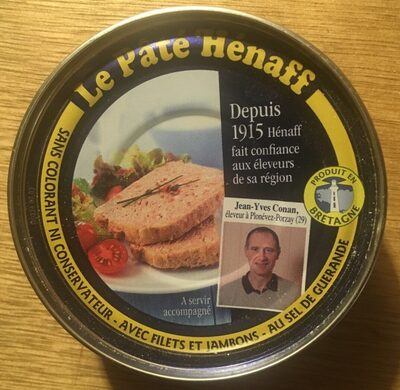 Le Pâté Hénaff
Depuis
1915 Hénaff
fait confiance
aux éleveurs
de sa région
PRODUIT EN
BRETAGNE
Jean-Yves Conan,
éleveur à Plonévez-Porzay (29)
A servir
accompagné
SANS COLORANT NI CONSERVATEUR - AVEC FILETS ET JAMBONS - AU SEL DE GUERANDE